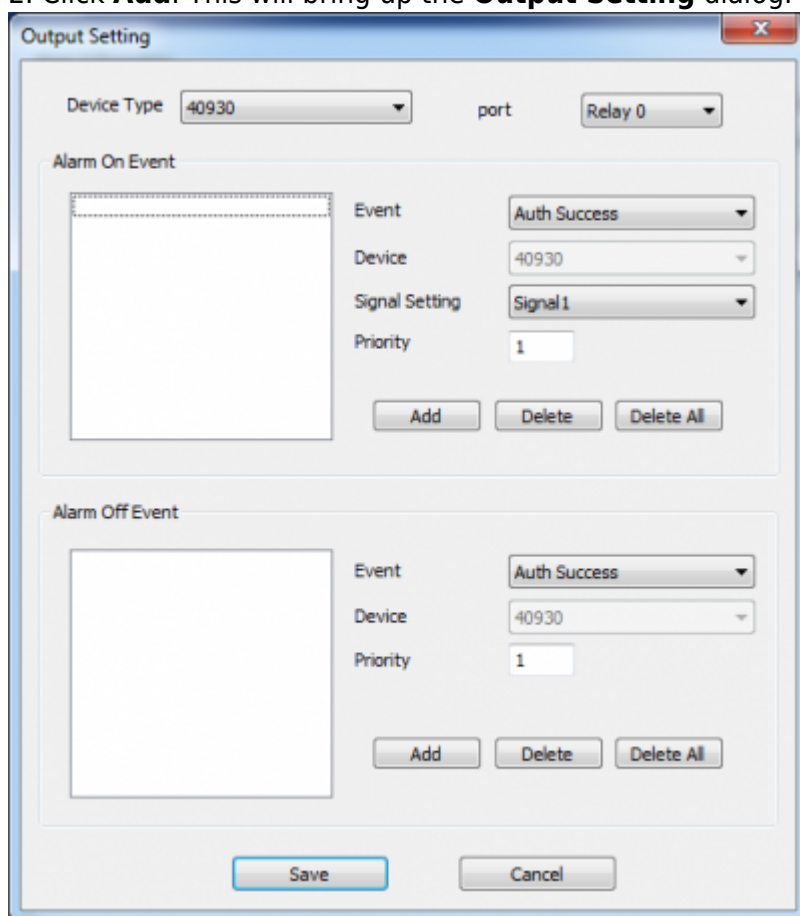 2. Click Add. This will bring up the Output Setting dialog.
Output Setting
Device Type 40930 port Relay 0
Alarm On Event
Event Auth Success
Device 40930
Signal Setting Signal1
Priority 1
Add Delete Delete All
Alarm Off Event
Event Auth Success
Device 40930
Priority 1
Add Delete Delete All
Save Cancel